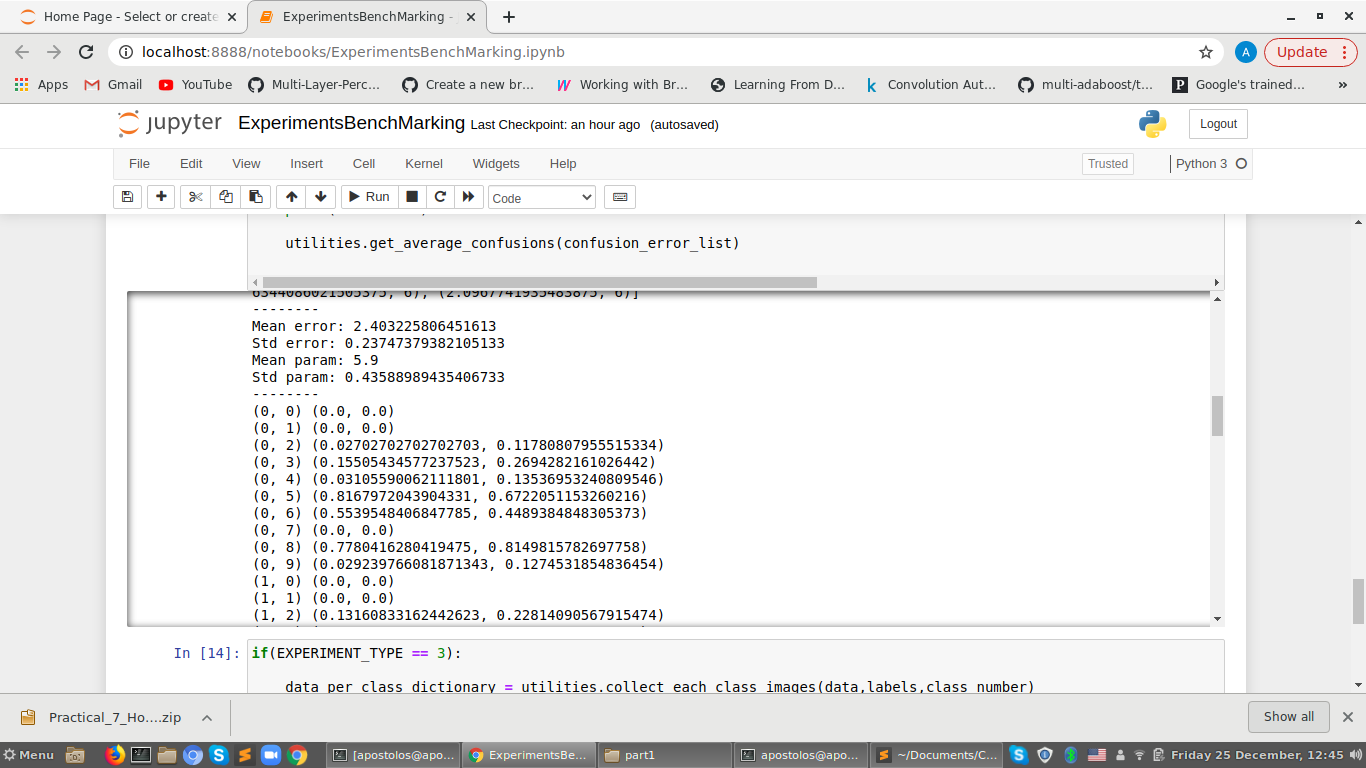 Home Page - Select or create
ExperimentsBenchMarking -
localhost:8888/notebooks/ExperimentsBenchMarking.ipynb
A
Update
Apps
Gmail
YouTube
Multi-Layer-Perc...
Create a new br...
Working with Br...
Learning From D...
Convolution Aut...
multi-adaboost/t...
Google's trained...
»
jupyter
ExperimentsBenchMarking Last Checkpoint: an hour ago (autosaved)
Logout
File Edit View Insert Cell Kernel Widgets Help
Trusted
Python 3
Run
Code
utilities.get_average_confusions(confusion_error_list)
6344086021505375, 6), (2.0967741935483875, 6)]
--------
Mean error: 2.403225806451613
Std error: 0.23747379382105133
Mean param: 5.9
Std param: 0.43588989435406733
--------
(0, 0) (0.0, 0.0)
(0, 1) (0.0, 0.0)
(0, 2) (0.02702702702702703, 0.11780807955515334)
(0, 3) (0.15505434577237523, 0.2694282161026442)
(0, 4) (0.03105590062111801, 0.13536953240809546)
(0, 5) (0.8167972043904331, 0.6722051153260216)
(0, 6) (0.5539548406847785, 0.4489384848305373)
(0, 7) (0.0, 0.0)
(0, 8) (0.7780416280419475, 0.8149815782697758)
(0, 9) (0.029239766081871343, 0.1274531854836454)
(1, 0) (0.0, 0.0)
(1, 1) (0.0, 0.0)
(1, 2) (0.13160833162442623, 0.22814090567915474)
In [14]:
if(EXPERIMENT_TYPE == 3):
data_per_class_dictionary = utilities.collect_each_class_images(data,labels,class_number)
Practical_7_Ho....zip
Show all
Menu
[apostolos@apo...
ExperimentsBe...
part1
apostolos@apo...
~/Documents/C...
Friday 25 December, 12:45